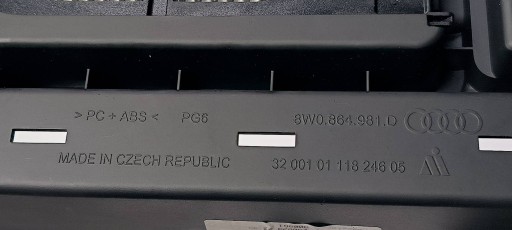 > PC + ABS < PG6 8W0.864.981.D
MADE IN CZECH REPUBLIC 32 001 01 118 246 05